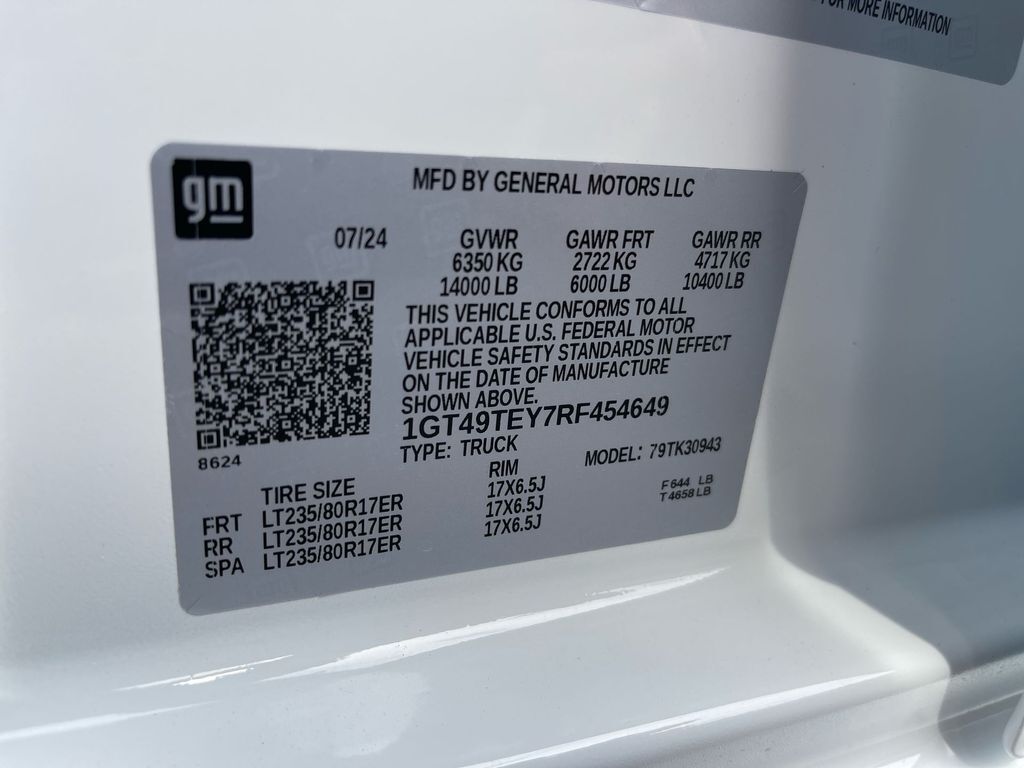 FOR MORE INFORMATION
gm
MFD BY GENERAL MOTORS LLC
07/24 GVWR GAWR FRT GAWR RR
6350 KG 2722 KG 4717 KG
14000 LB 6000 LB 10400 LB
THIS VEHICLE CONFORMS TO ALL
APPLICABLE U.S. FEDERAL MOTOR
VEHICLE SAFETY STANDARDS IN EFFECT
ON THE DATE OF MANUFACTURE
SHOWN ABOVE.
1GT49TEY7RF454649
8624
TYPE: TRUCK MODEL: 79TK30943
TIRE SIZE RIM
FRT LT235/80R17ER 17X6.5J
RR LT235/80R17ER 17X6.5J
SPA LT235/80R17ER 17X6.5J
F 644 LB
T 4658 LB